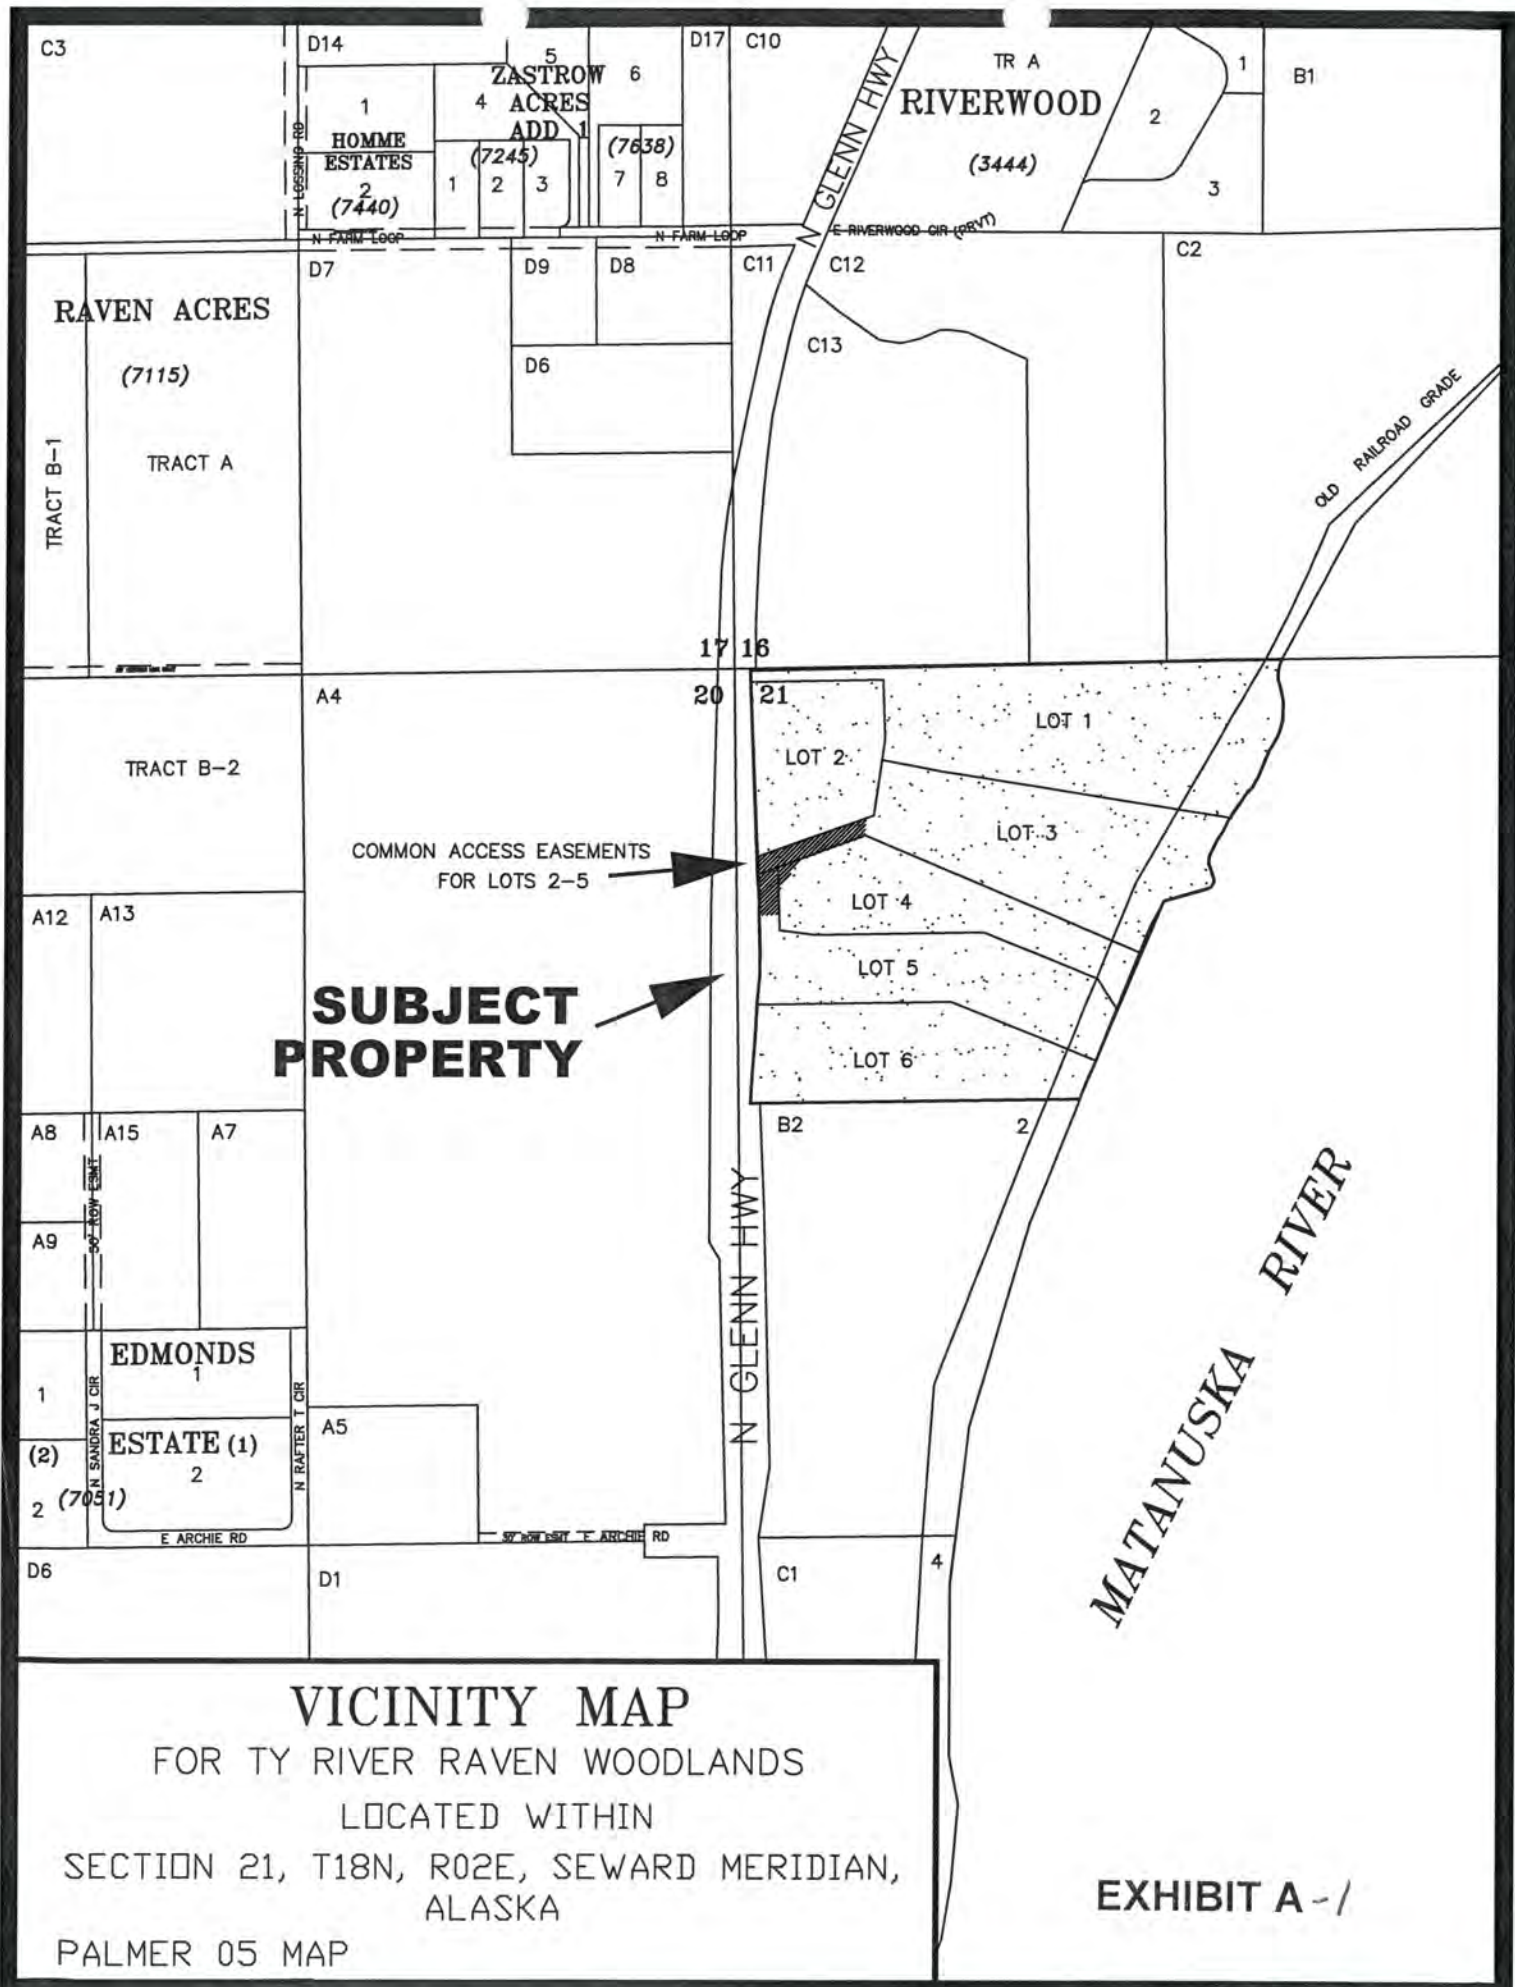 C3
D14
5
6
D17
C10
TR A
1
B1
ZASTROW
ACRES
ADD 1
4
1
HOMME
ESTATES
2
(7440)
(7245)
1
2
3
(7638)
7
8
N GLENN HWY
RIVERWOOD
(3444)
2
3
N LOSSING RD
N FARM LOOP
N FARM LOOP
E RIVERWOOD CIR (PRVT)
D7
D9
D8
C11
C12
C2
RAVEN ACRES
(7115)
TRACT B-1
TRACT A
D6
C13
OLD RAILROAD GRADE
17
16
20
21
A4
TRACT B-2
LOT 1
LOT 2
LOT 3
COMMON ACCESS EASEMENTS
FOR LOTS 2-5
LOT 4
LOT 5
LOT 6
A12
A13
SUBJECT
PROPERTY
A8
A15
A7
50' ROW ESMT
A9
B2
2
N GLENN HWY
MATANUSKA RIVER
EDMONDS
1
1
N SANDRA J CIR
N RAFTER T CIR
(2)
ESTATE (1)
2
2
(7051)
A5
E ARCHIE RD
50' ROW ESMT E ARCHIE RD
D6
D1
C1
4
VICINITY MAP
FOR TY RIVER RAVEN WOODLANDS
LOCATED WITHIN
SECTION 21, T18N, R02E, SEWARD MERIDIAN,
ALASKA
PALMER 05 MAP
EXHIBIT A-1